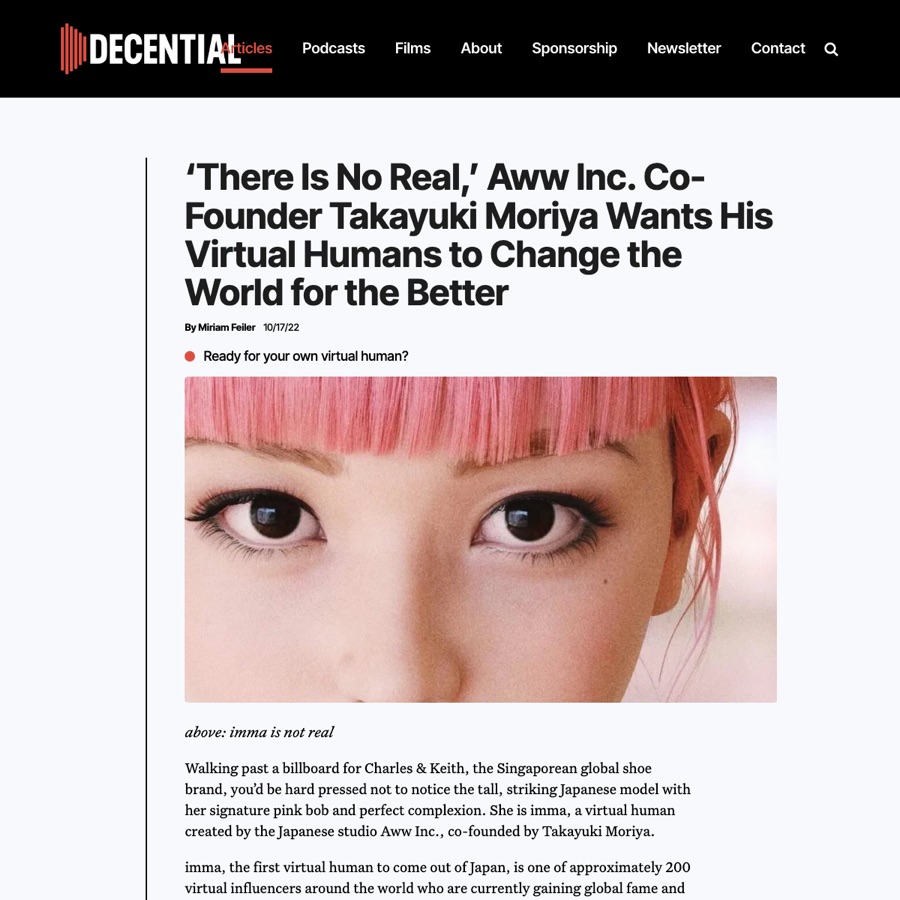 DECENTIAL
Articles Podcasts Films About Sponsorship Newsletter Contact
‘There Is No Real,’ Aww Inc. Co-
Founder Takayuki Moriya Wants His
Virtual Humans to Change the
World for the Better
By Miriam Feiler 10/17/22
Ready for your own virtual human?
above: imma is not real
Walking past a billboard for Charles & Keith, the Singaporean global shoe
brand, you’d be hard pressed not to notice the tall, striking Japanese model with
her signature pink bob and perfect complexion. She is imma, a virtual human
created by the Japanese studio Aww Inc., co-founded by Takayuki Moriya.
imma, the first virtual human to come out of Japan, is one of approximately 200
virtual influencers around the world who are currently gaining global fame and